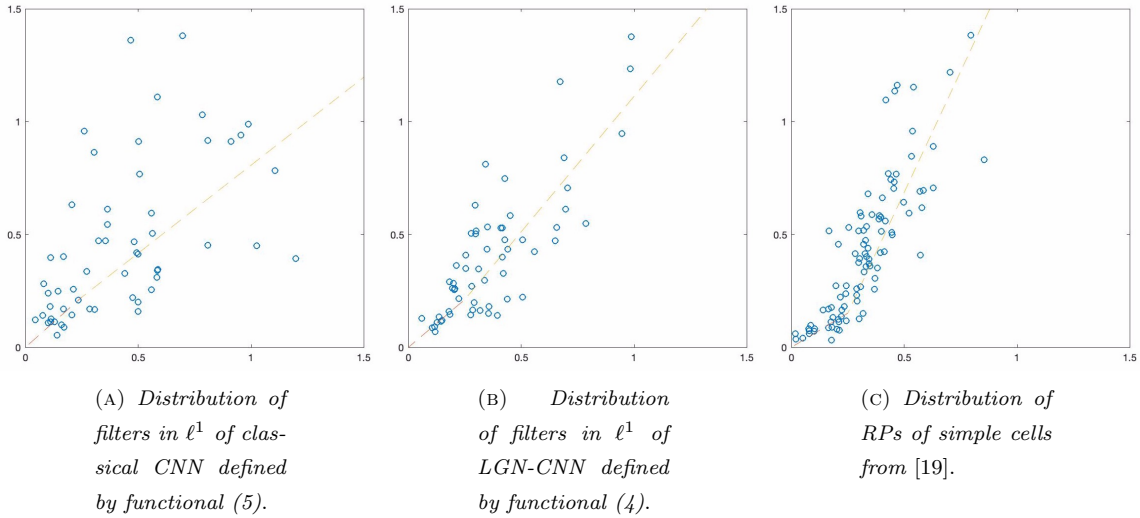 1.5
1
0.5
0
0
0.5
1
1.5
1.5
1
0.5
0
0
0.5
1
1.5
1.5
1
0.5
0
0
0.5
1
1.5
(A) Distribution of
filters in ℓ¹ of clas-
sical CNN defined
by functional (5).
(B) Distribution
of filters in ℓ¹ of
LGN-CNN defined
by functional (4).
(C) Distribution of
RPs of simple cells
from [19].